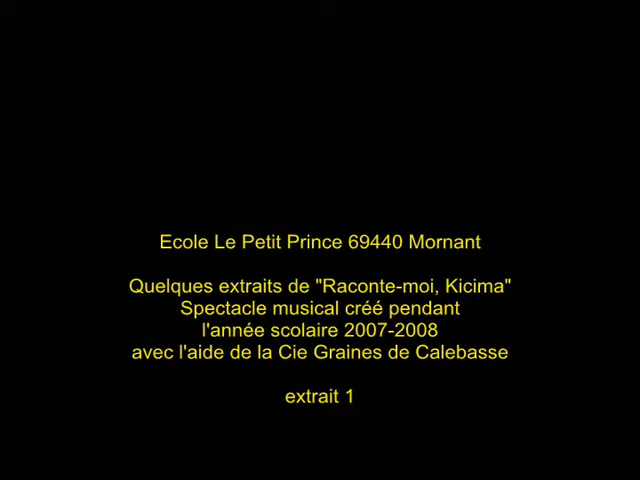 Ecole Le Petit Prince 69440 Mornant
Quelques extraits de "Raconte-moi, Kicima"
Spectacle musical créé pendant
l'année scolaire 2007-2008
avec l'aide de la Cie Graines de Calebasse
extrait 1